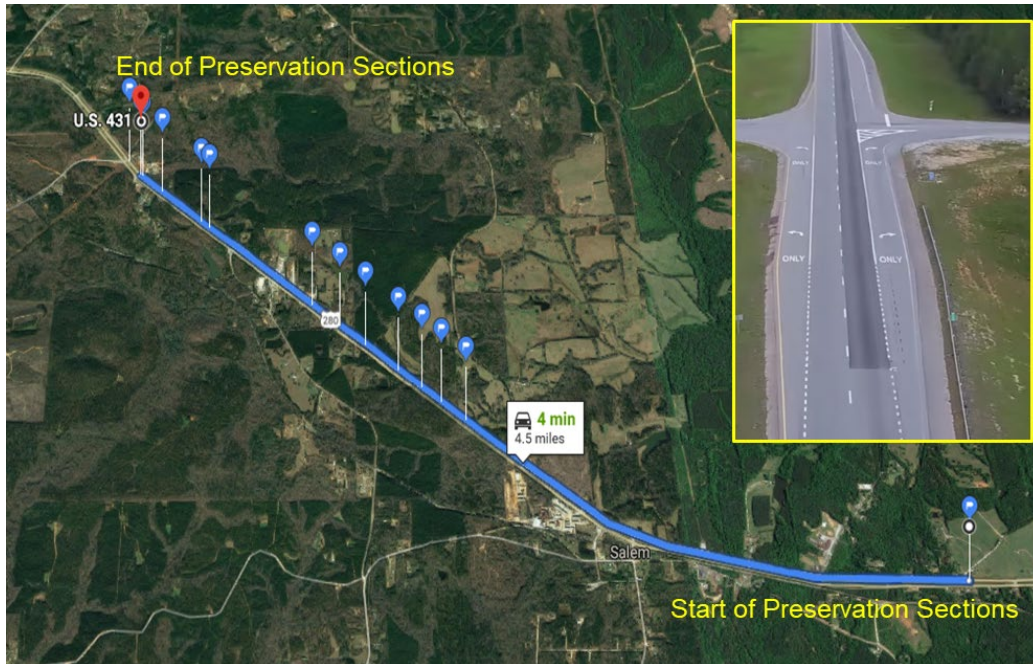 End of Preservation Sections
U.S. 431
280
4 min
4.5 miles
Salem
Start of Preservation Sections
ONLY
ONLY
ONLY
ONLY